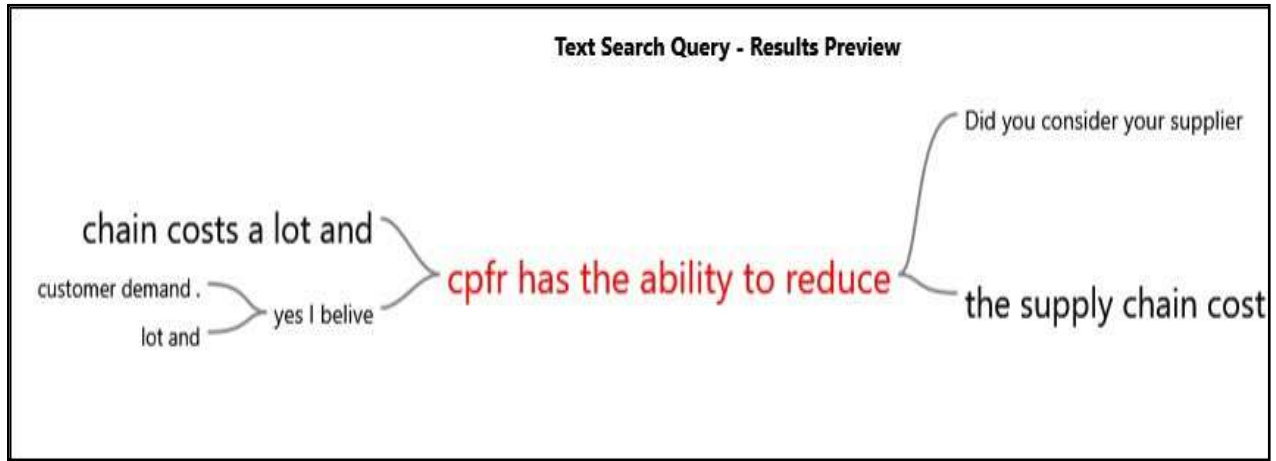 Text Search Query - Results Preview
Did you consider your supplier
chain costs a lot and
cpfr has the ability to reduce
customer demand .
yes I belive
the supply chain cost
lot and